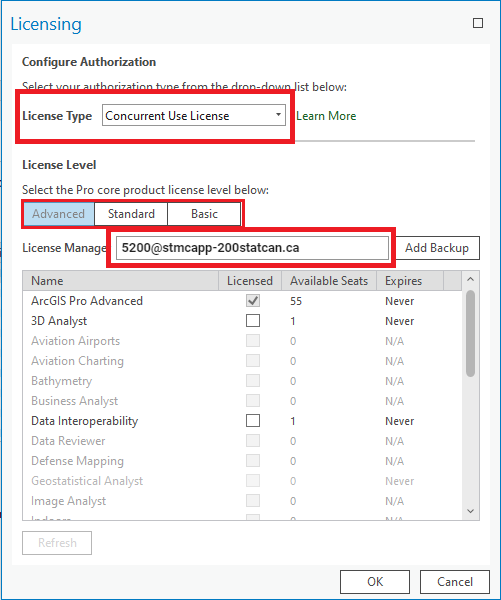 Licensing
Configure Authorization
Select your authorization type from the drop-down list below:
License Type Concurrent Use License Learn More
License Level
Select the Pro core product license level below:
Advanced Standard Basic
License Manage 5200@stmcapp-200statcan.ca Add Backup
Name Licensed Available Seats Expires
ArcGIS Pro Advanced 55 Never
3D Analyst 1 Never
Aviation Airports 0 N/A
Aviation Charting 0 N/A
Bathymetry 0 N/A
Business Analyst 0 N/A
Data Interoperability 1 Never
Data Reviewer 0 N/A
Defense Mapping 0 N/A
Geostatistical Analyst 0 Never
Image Analyst 0 N/A
Indoors 0 N/A
Refresh
OK Cancel